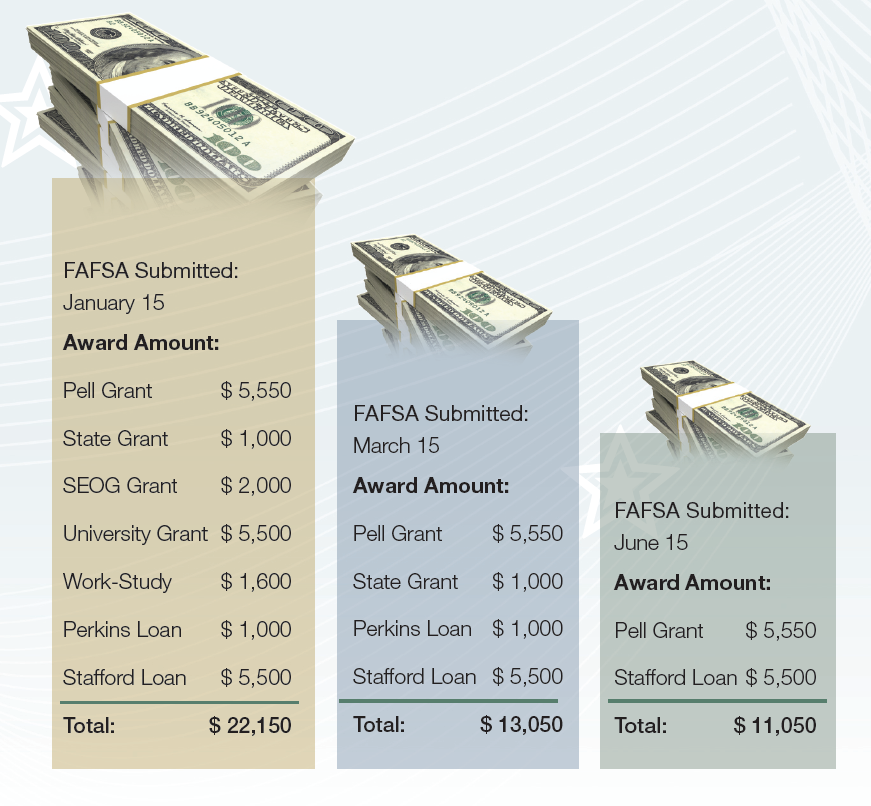 FAFSA Submitted:
January 15
Award Amount:
Pell Grant $ 5,550
State Grant $ 1,000
SEOG Grant $ 2,000
University Grant $ 5,500
Work-Study $ 1,600
Perkins Loan $ 1,000
Stafford Loan $ 5,500
Total: $ 22,150
FAFSA Submitted:
March 15
Award Amount:
Pell Grant $ 5,550
State Grant $ 1,000
Perkins Loan $ 1,000
Stafford Loan $ 5,500
Total: $ 13,050
FAFSA Submitted:
June 15
Award Amount:
Pell Grant $ 5,550
Stafford Loan $ 5,500
Total: $ 11,050